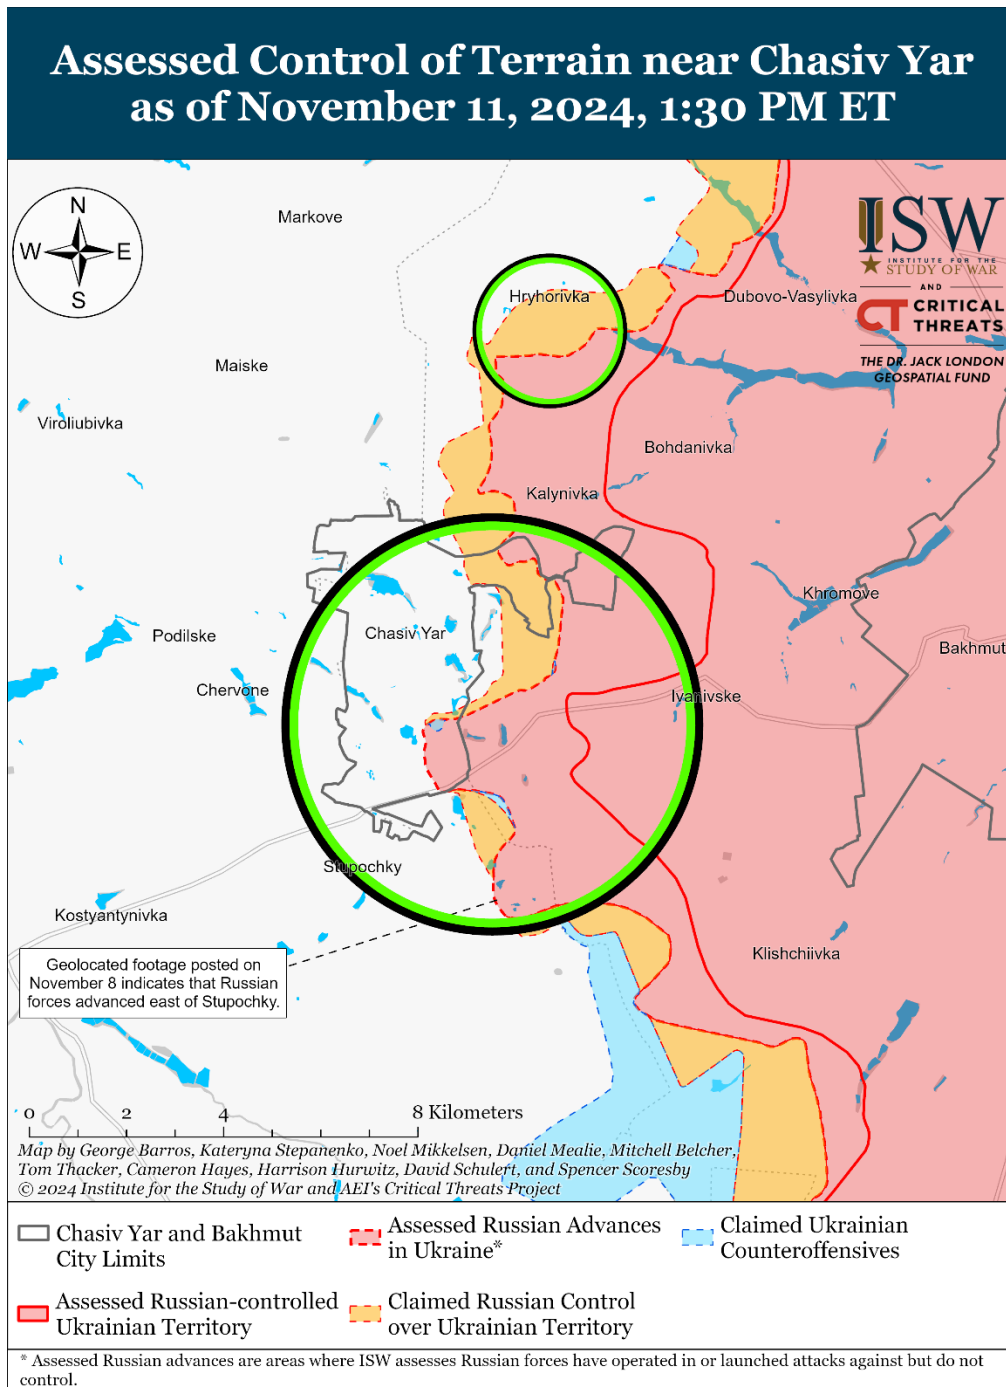 Assessed Control of Terrain near Chasiv Yar
as of November 11, 2024, 1:30 PM ET
N
W
E
S
Markove
ISW
INSTITUTE FOR THE
STUDY OF WAR
AND
CT CRITICAL
THREATS
THE DR. JACK LONDON
GEOSPATIAL FUND
Hryhorivka
Dubovo-Vasylivka
Maiske
Viroliubivka
Bohdanivka
Kalynivka
Khromove
Podilske
Chasiv Yar
Bakhmut
Chervone
Ivanivske
Stupochky
Kostyantynivka
Klishchiivka
Geolocated footage posted on
November 8 indicates that Russian
forces advanced east of Stupochky.
0 2 4 8 Kilometers
Map by George Barros, Kateryna Stepanenko, Noel Mikkelsen, Daniel Mealie, Mitchell Belcher,
Tom Thacker, Cameron Hayes, Harrison Hurwitz, David Schulert, and Spencer Scoresby
© 2024 Institute for the Study of War and AEI's Critical Threats Project
Chasiv Yar and Bakhmut
City Limits
Assessed Russian Advances
in Ukraine*
Claimed Ukrainian
Counteroffensives
Assessed Russian-controlled
Ukrainian Territory
Claimed Russian Control
over Ukrainian Territory
* Assessed Russian advances are areas where ISW assesses Russian forces have operated in or launched attacks against but do not
control.